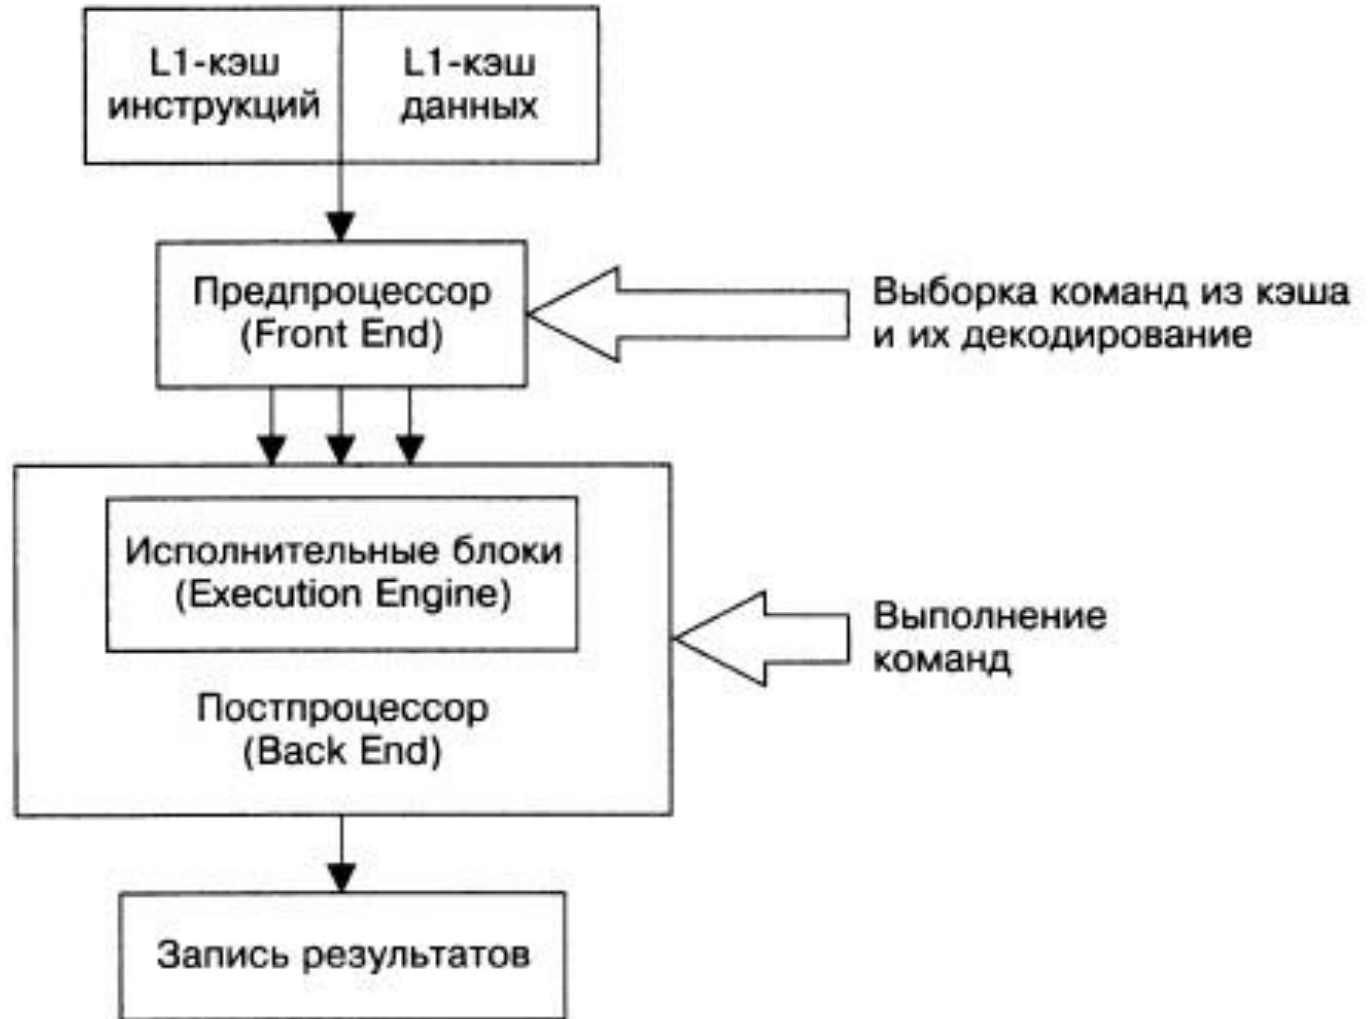 L1-кэш
инструкций
L1-кэш
данных
Предпроцессор
(Front End)
Выборка команд из кэша
и их декодирование
Исполнительные блоки
(Execution Engine)
Выполнение
команд
Постпроцессор
(Back End)
Запись результатов